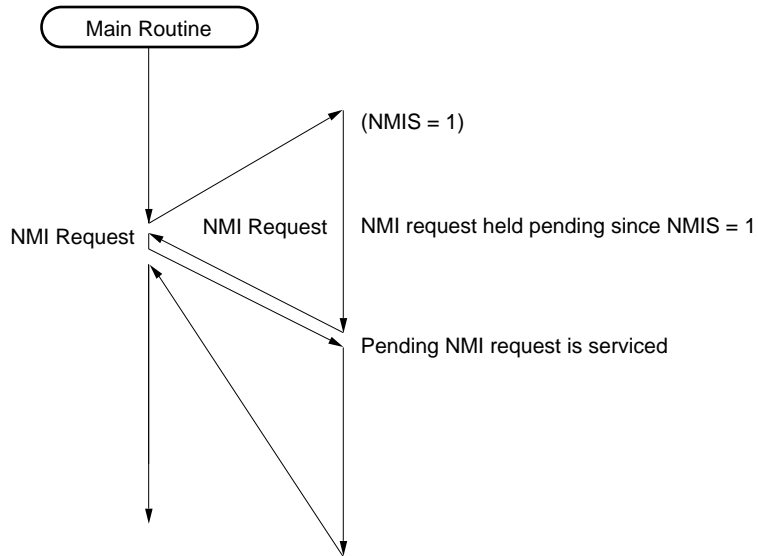 Main Routine
(NMIS = 1)
NMI Request
NMI Request
NMI request held pending since NMIS = 1
Pending NMI request is serviced